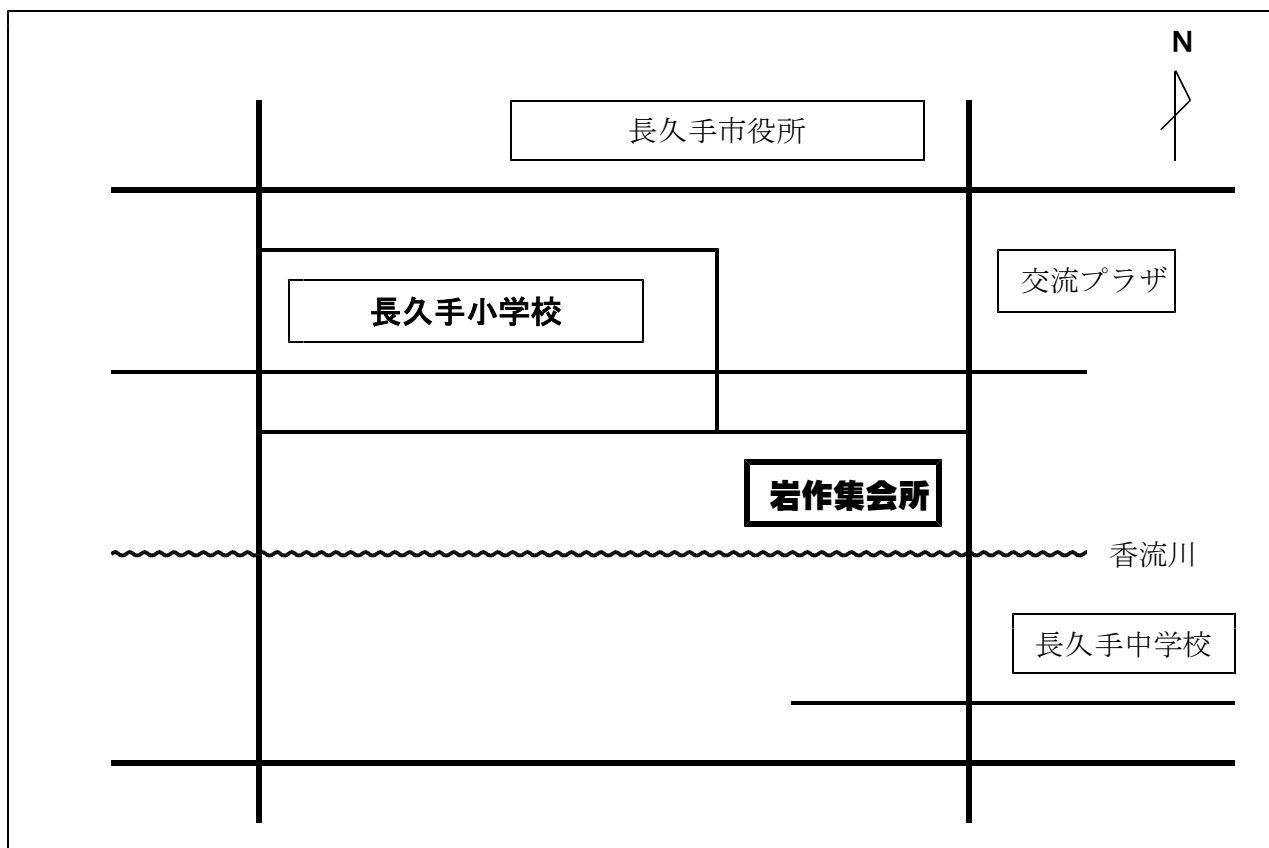 N
長久手市役所
交流プラザ
長久手小学校
岩作集会所
香流川
長久手中学校